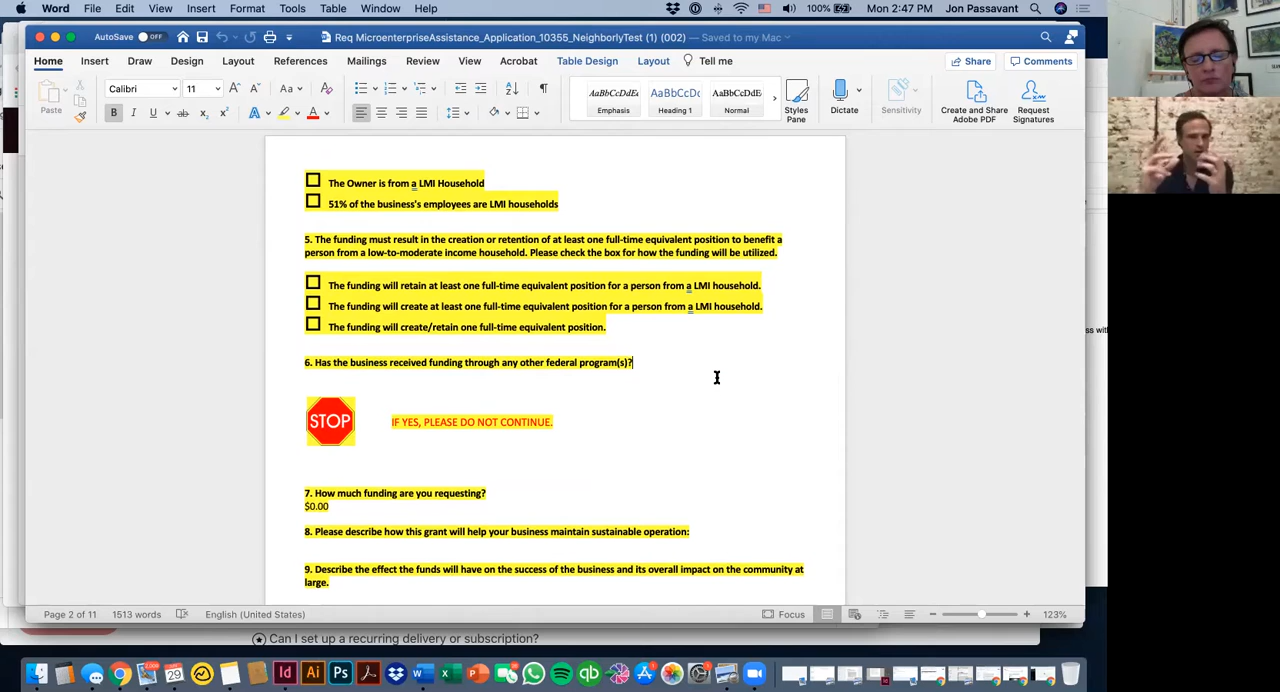 Word File Edit View Insert Format Tools Table Window Help 100% Mon 2:47 PM Jon Passavant
AutoSave OFF Req MicroenterpriseAssistance_Application_10355_NeighborlyTest (1) (002) — Saved to my Mac
Home Insert Draw Design Layout References Mailings Review View Acrobat Table Design Layout Tell me Share Comments
Calibri 11 Aa AaBbCcDdEe AaBbCcDc AaBbCcDdE
Paste Emphasis Heading 1 Normal Styles Pane Dictate Sensitivity Create and Share Adobe PDF Request Signatures
The Owner is from a LMI Household
51% of the business's employees are LMI households
5. The funding must result in the creation or retention of at least one full-time equivalent position to benefit a
person from a low-to-moderate income household. Please check the box for how the funding will be utilized.
The funding will retain at least one full-time equivalent position for a person from a LMI household.
The funding will create at least one full-time equivalent position for a person from a LMI household.
The funding will create/retain one full-time equivalent position.
6. Has the business received funding through any other federal program(s)?
STOP IF YES, PLEASE DO NOT CONTINUE.
7. How much funding are you requesting?
$0.00
8. Please describe how this grant will help your business maintain sustainable operation:
9. Describe the effect the funds will have on the success of the business and its overall impact on the community at
large.
Page 2 of 11 1513 words English (United States) Focus 123%
Can I set up a recurring delivery or subscription?